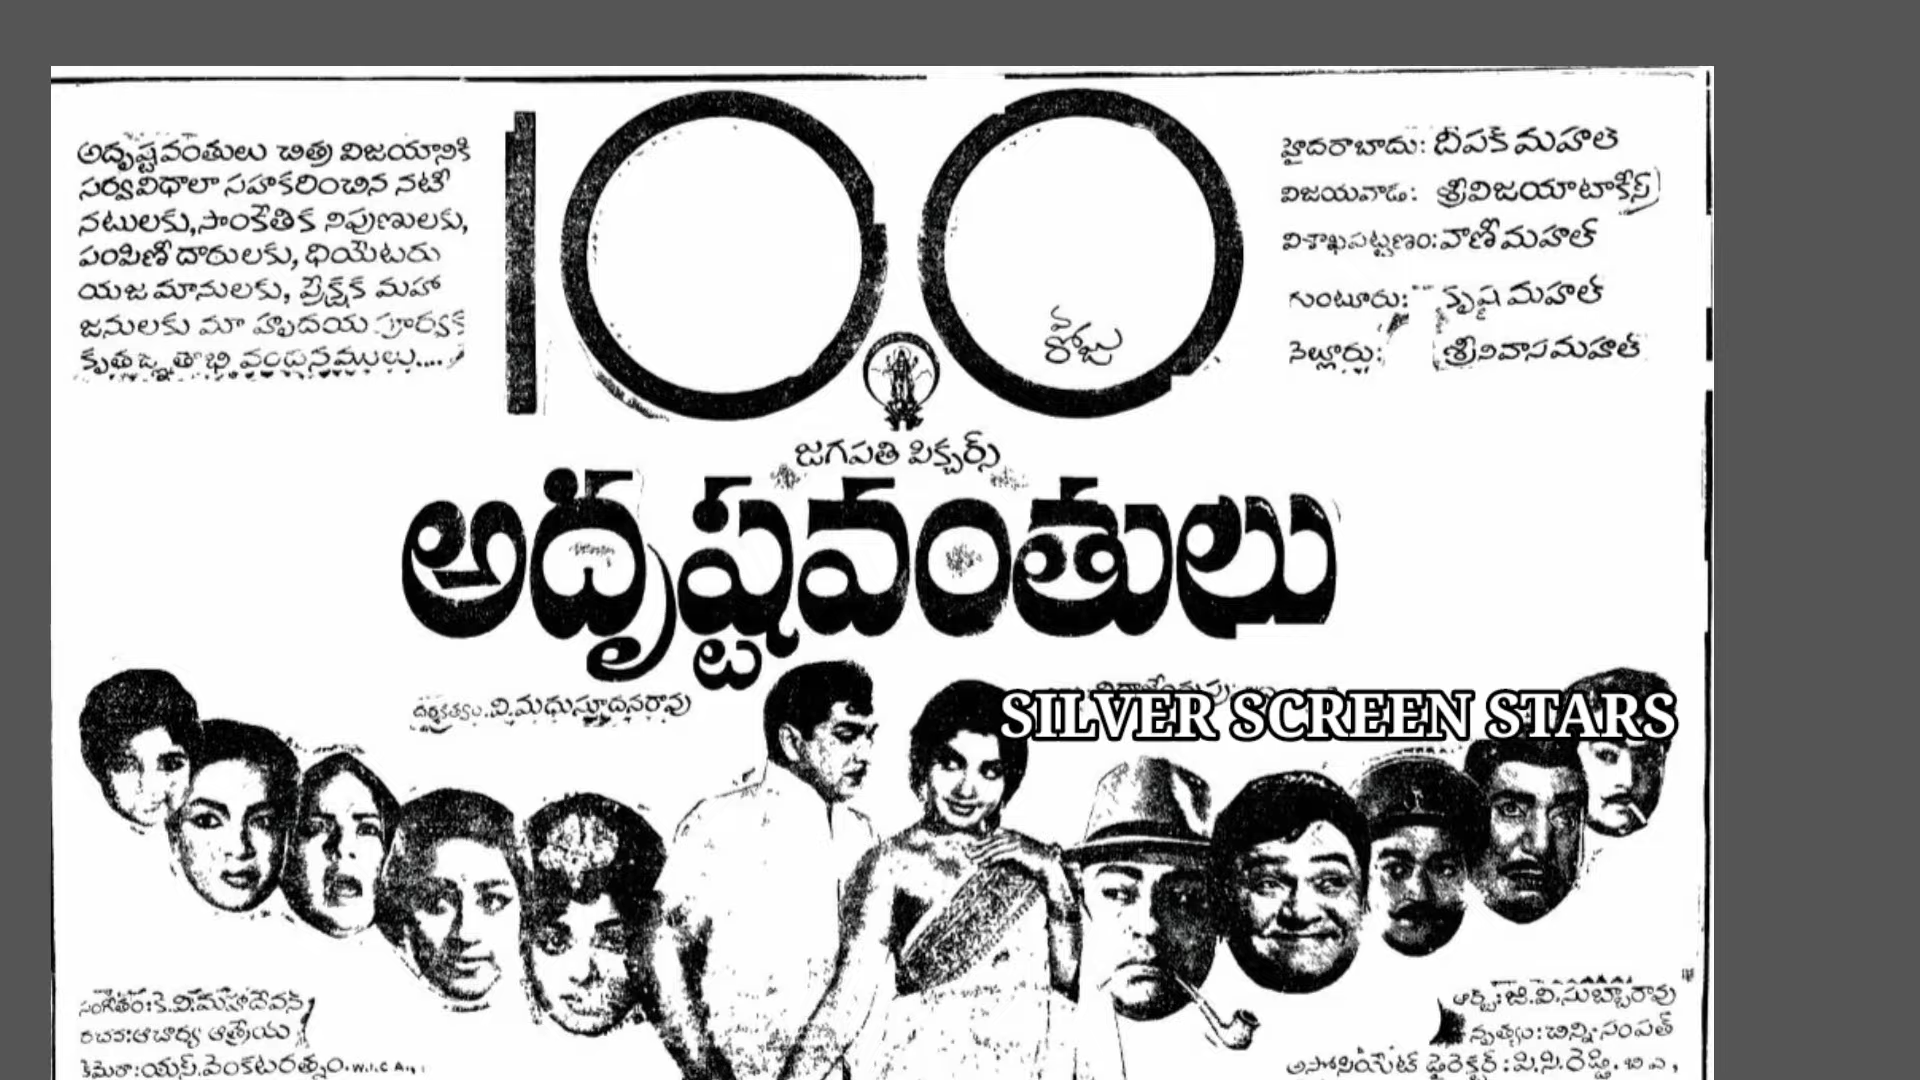 అదృష్టవంతులు చిత్ర విజయానికి
సర్వవిధాలా సహకరించిన నటీ
నటులకు, సాంకేతిక నిపుణులకు,
పంపిణీ దారులకు, ధియేటరు
యజమానులకు, ప్రేక్షక మహా
జనులకు మా హృదయ పూర్వక
కృతజ్ఞతాభి వందనములు....
100
వ
రోజు
హైదరాబాదు: దీపక్ మహల్
విజయవాడ: శ్రీవిజయాటాకీస్
విశాఖపట్టణం: వాణీమహల్
గుంటూరు: కృష్ణ మహల్
నెల్లూరు: శ్రీనివాసమహల్
జగపతి పిక్చర్స్
అదృష్టవంతులు
దర్శకత్వం. వి.మధుసూదనరావు
SILVER SCREEN STARS
సంగీతం: కె.వి.మహదేవన్
రచన: ఆచార్య ఆత్రేయ
కెమెరా: యస్.వెంకటరత్నం. W.I.C.A.,
ఆర్ట్: జి.వి.సుబ్బారావు
నృత్యం: చిన్ని సంపత్
అసోసియేట్ డైరెక్టర్: పి.సి.రెడ్డి. బి.ఎ,